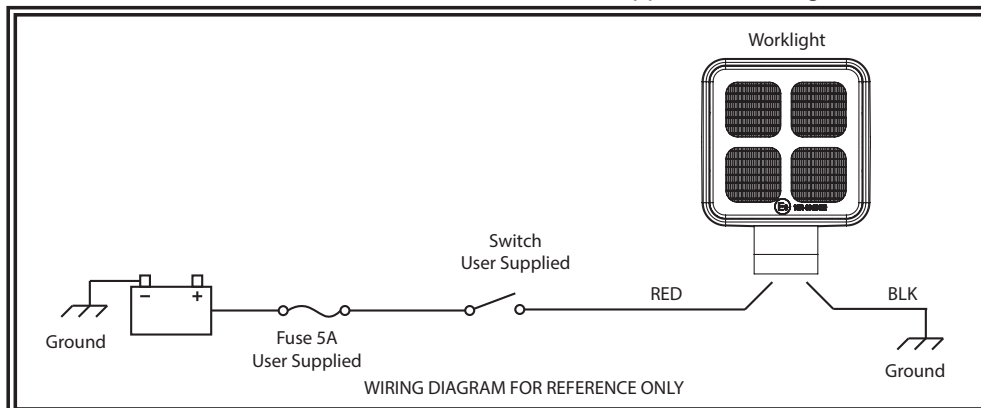 Worklight
Switch
User Supplied
− +
RED
BLK
Ground
Fuse 5A
User Supplied
Ground
WIRING DIAGRAM FOR REFERENCE ONLY